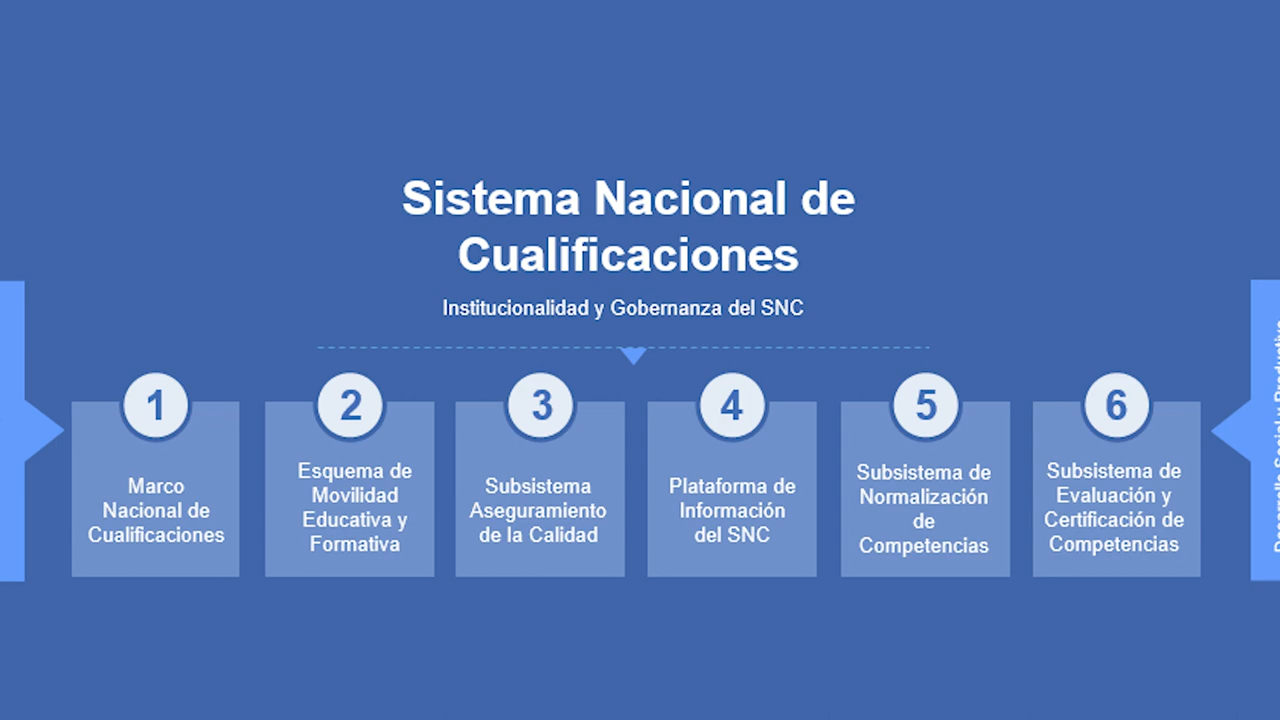 Sistema Nacional de
Cualificaciones
Institucionalidad y Gobernanza del SNC
1
Marco
Nacional de
Cualificaciones
2
Esquema de
Movilidad
Educativa y
Formativa
3
Subsistema
Aseguramiento
de la Calidad
4
Plataforma de
Información
del SNC
5
Subsistema de
Normalización
de
Competencias
6
Subsistema de
Evaluación y
Certificación de
Competencias